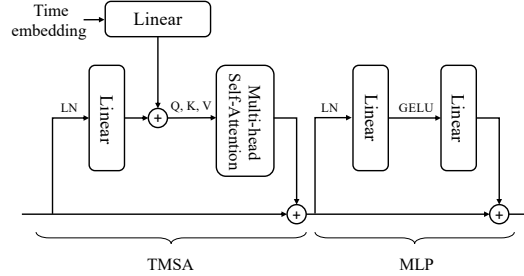 Time
embedding
Linear
LN
Linear
Q, K, V
Multi-head
Self-Attention
LN
Linear
GELU
Linear
TMSA
MLP